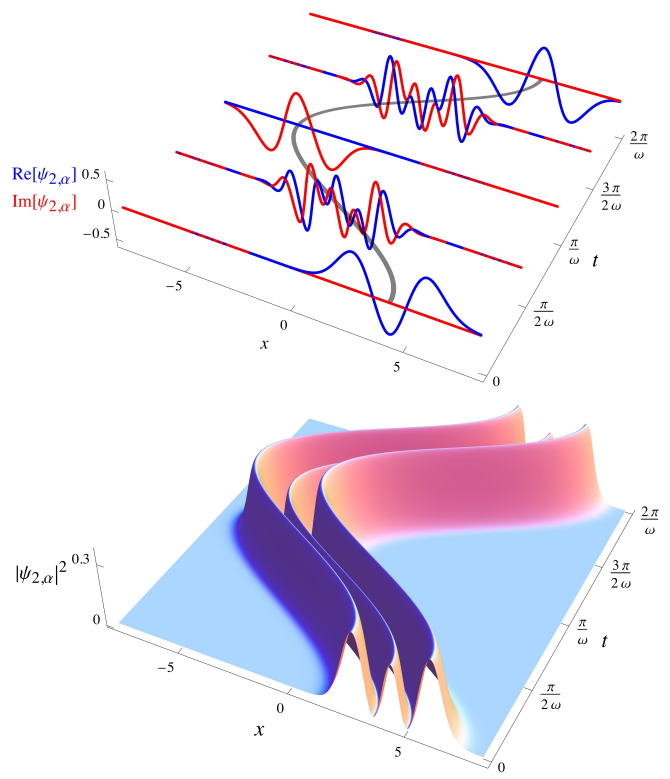 2π/ω
3π/2ω
Re[ψ₂,α] 0.5
Im[ψ₂,α] 0
−0.5
π/ω
t
−5
π/2ω
0
x
5
0
2π/ω
|ψ₂,α|² 0.3
3π/2ω
0
π/ω
t
−5
π/2ω
0
x
5
0